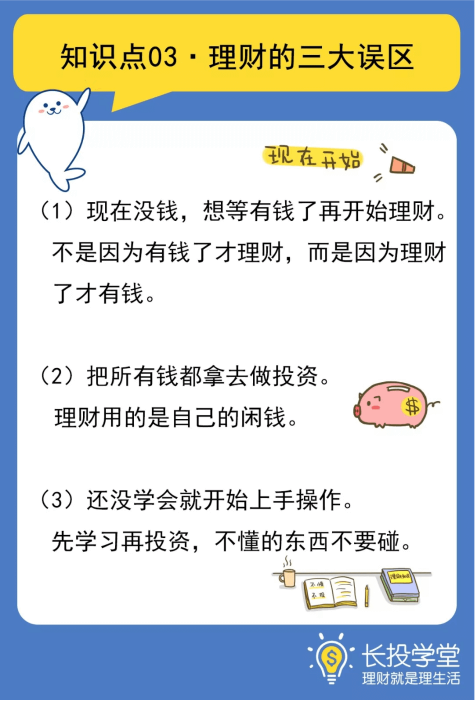 知识点03·理财的三大误区
现在开始
（1）现在没钱，想等有钱了再开始理财。
不是因为有钱了才理财，而是因为理财
了才有钱。
（2）把所有钱都拿去做投资。
理财用的是自己的闲钱。
$
（3）还没学会就开始上手操作。
先学习再投资，不懂的东西不要碰。
不懂
不投
$
长投学堂
理财就是理生活